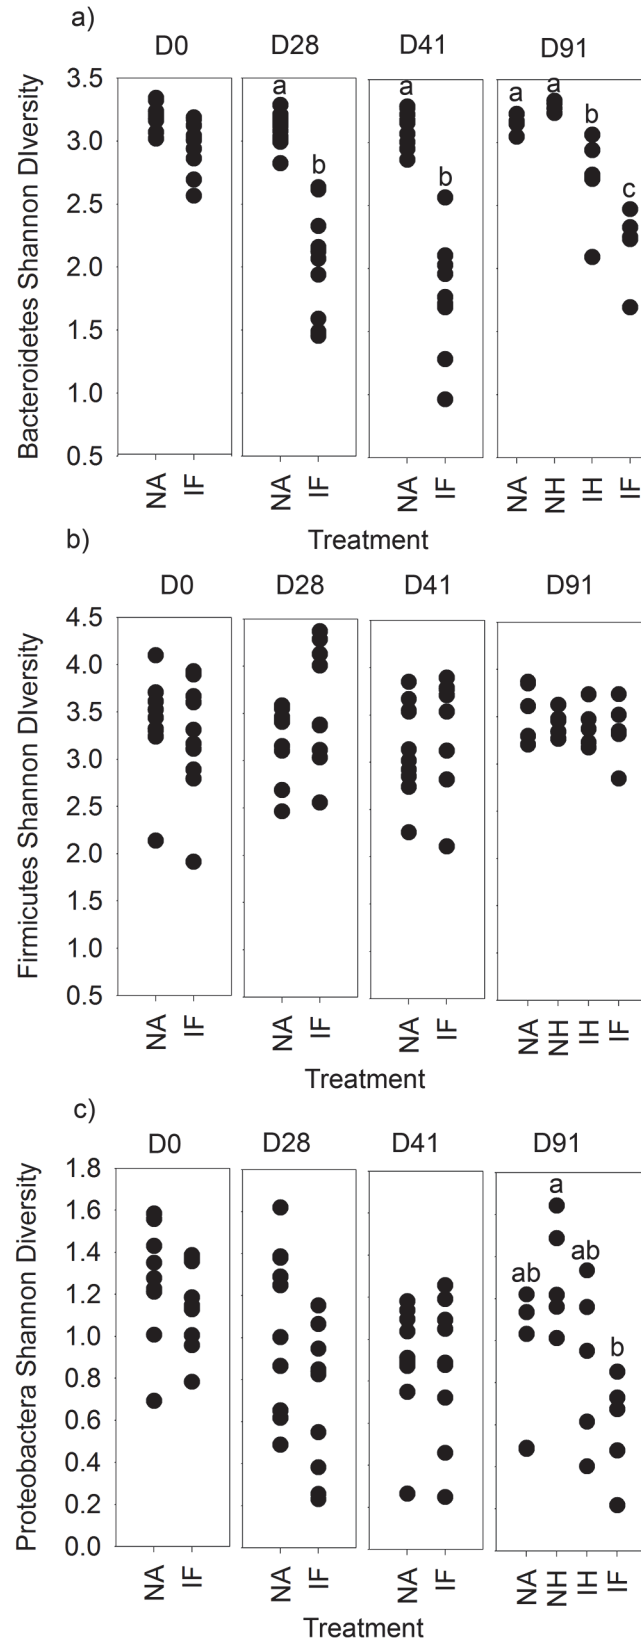 a)
D0 D28 D41 D91
Bacteroidetes Shannon DIversity
3.5
3.0
2.5
2.0
1.5
1.0
0.5
a b a b a a b c
NA IF NA IF NA IF NA NH IH IF
Treatment
b)
D0 D28 D41 D91
Firmicutes Shannon DIversity
4.5
4.0
3.5
3.0
2.5
2.0
1.5
1.0
0.5
NA IF NA IF NA IF NA NH IH IF
Treatment
c)
D0 D28 D41 D91
Proteobactera Shannon Diversity
1.8
1.6
1.4
1.2
1.0
0.8
0.6
0.4
0.2
0.0
ab a ab b
NA IF NA IF NA IF NA NH IH IF
Treatment